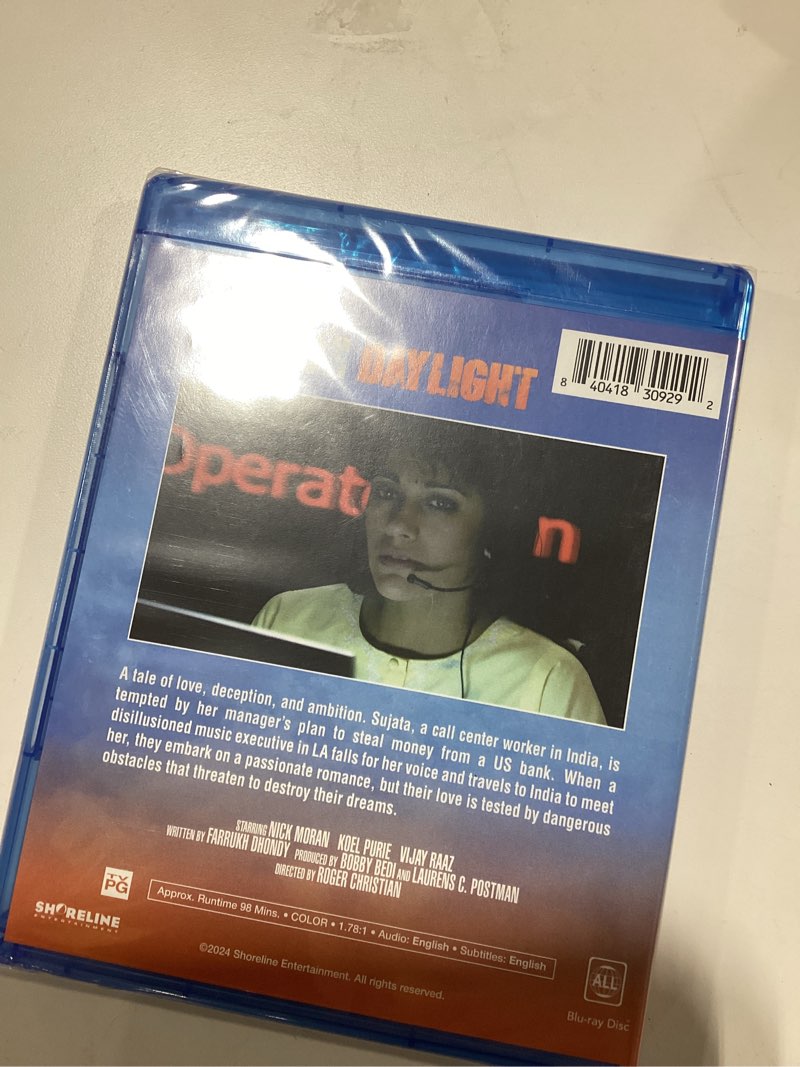 DAYLIGHT
8 40418 30929 2
Operat
n
A tale of love, deception, and ambition. Sujata, a call center worker in India, is
tempted by her manager's plan to steal money from a US bank. When a
disillusioned music executive in LA falls for her voice and travels to India to meet
her, they embark on a passionate romance, but their love is tested by dangerous
obstacles that threaten to destroy their dreams.
STARRING NICK MORAN KOEL PURIE VIJAY RAAZ
WRITTEN BY FARRUKH DHONDY PRODUCED BY BOBBY BEDI AND LAURENS C. POSTMAN
DIRECTED BY ROGER CHRISTIAN
TV
PG
SHORELINE
ENTERTAINMENT
Approx. Runtime 98 Mins. • COLOR • 1.78:1 • Audio: English • Subtitles: English
©2024 Shoreline Entertainment. All rights reserved.
ALL
Blu-ray Disc